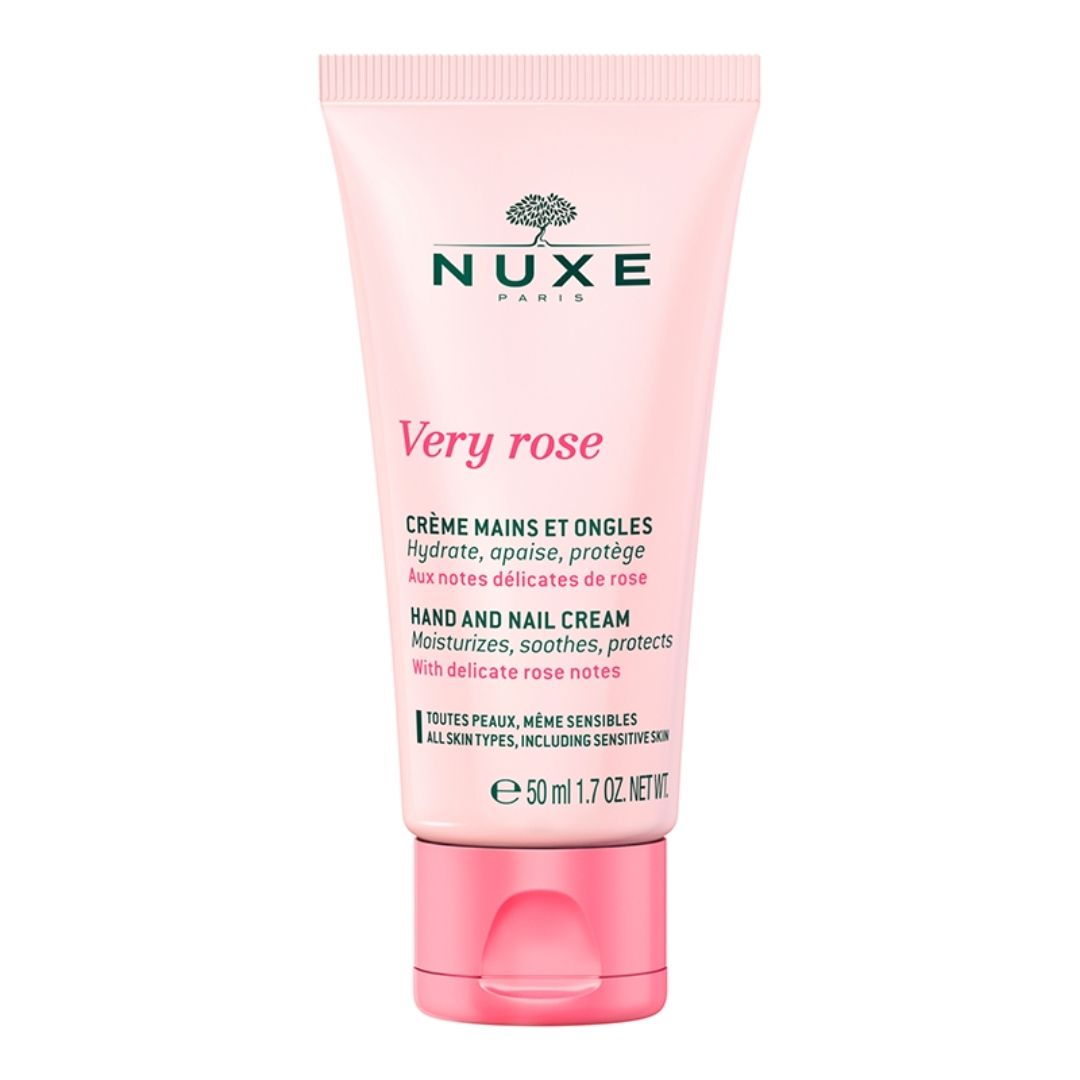 NUXE
PARIS
Very rose
CRÈME MAINS ET ONGLES
Hydrate, apaise, protège
Aux notes délicates de rose
HAND AND NAIL CREAM
Moisturizes, soothes, protects
With delicate rose notes
TOUTES PEAUX, MÊME SENSIBLES
ALL SKIN TYPES, INCLUDING SENSITIVE SKIN
℮ 50 ml 1.7 OZ. NET WT.